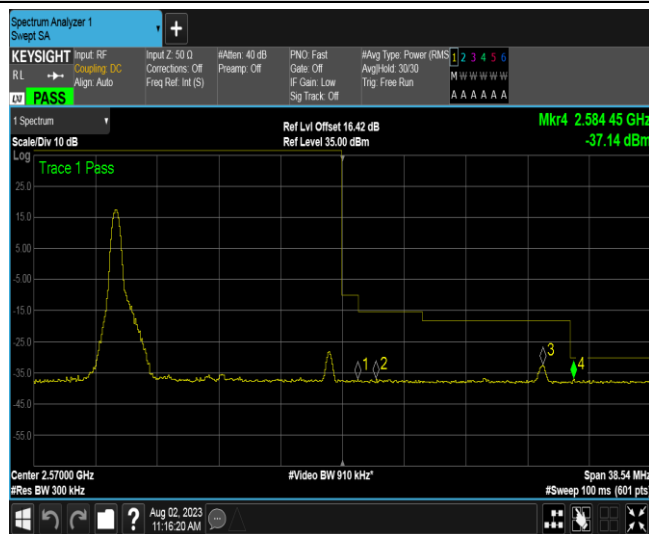 Spectrum Analyzer 1
Swept SA
+
KEYSIGHT
RL
LXI PASS
Input: RF
Coupling: DC
Align: Auto
Input Z: 50 Ω
Corrections: Off
Freq Ref: Int (S)
#Atten: 40 dB
Preamp: Off
PNO: Fast
Gate: Off
IF Gain: Low
Sig Track: Off
#Avg Type: Power (RMS
Avg|Hold: 30/30
Trig: Free Run
1 2 3 4 5 6
M W W W W W
A A A A A A
1 Spectrum
Scale/Div 10 dB
Ref Lvl Offset 16.42 dB
Ref Level 35.00 dBm
Mkr4 2.584 45 GHz
-37.14 dBm
Log
Trace 1 Pass
25.0
15.0
5.00
-5.00
-15.0
-25.0
-35.0
-45.0
-55.0
1
2
3
4
Center 2.57000 GHz
#Res BW 300 kHz
#Video BW 910 kHz*
Span 38.54 MHz
#Sweep 100 ms (601 pts)
?
Aug 02, 2023
11:16:20 AM